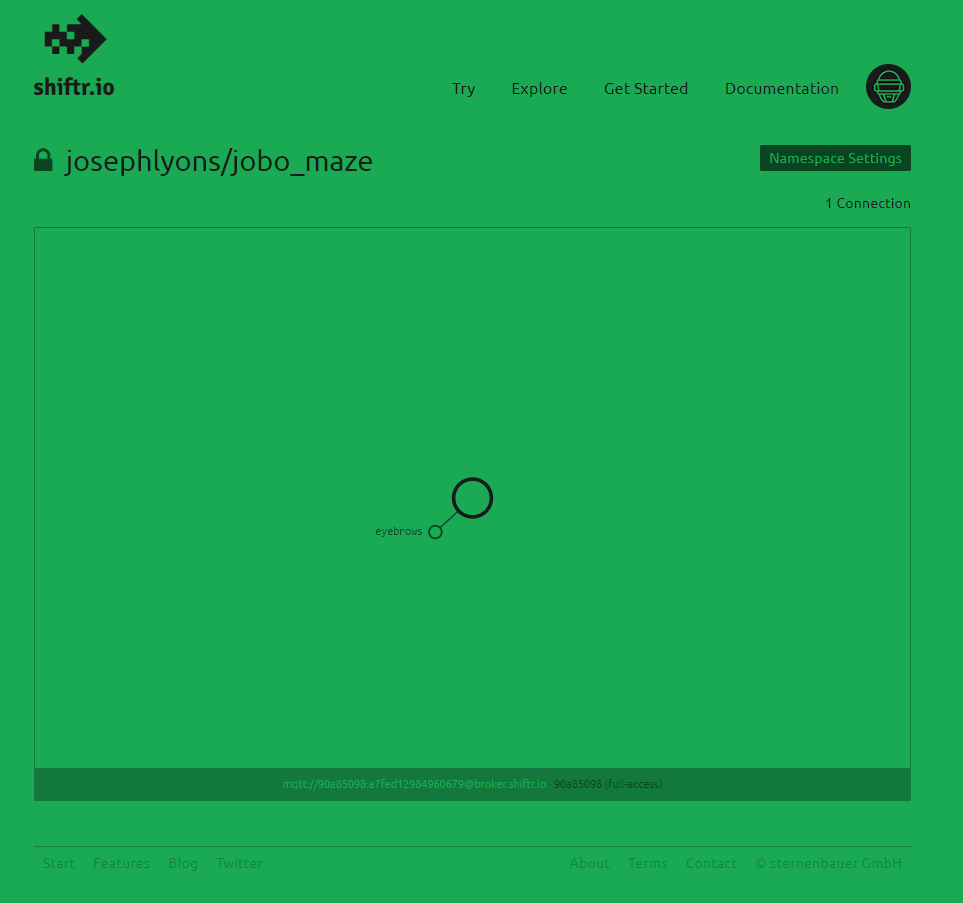 shiftr.io
Try Explore Get Started Documentation
josephlyons/jobo_maze
Namespace Settings
1 Connection
eyebrows
mqtt://90a85098:a7fed12984960679@broker.shiftr.io · 90a85098 (full-access)
Start Features Blog Twitter About Terms Contact © sternenbauer GmbH